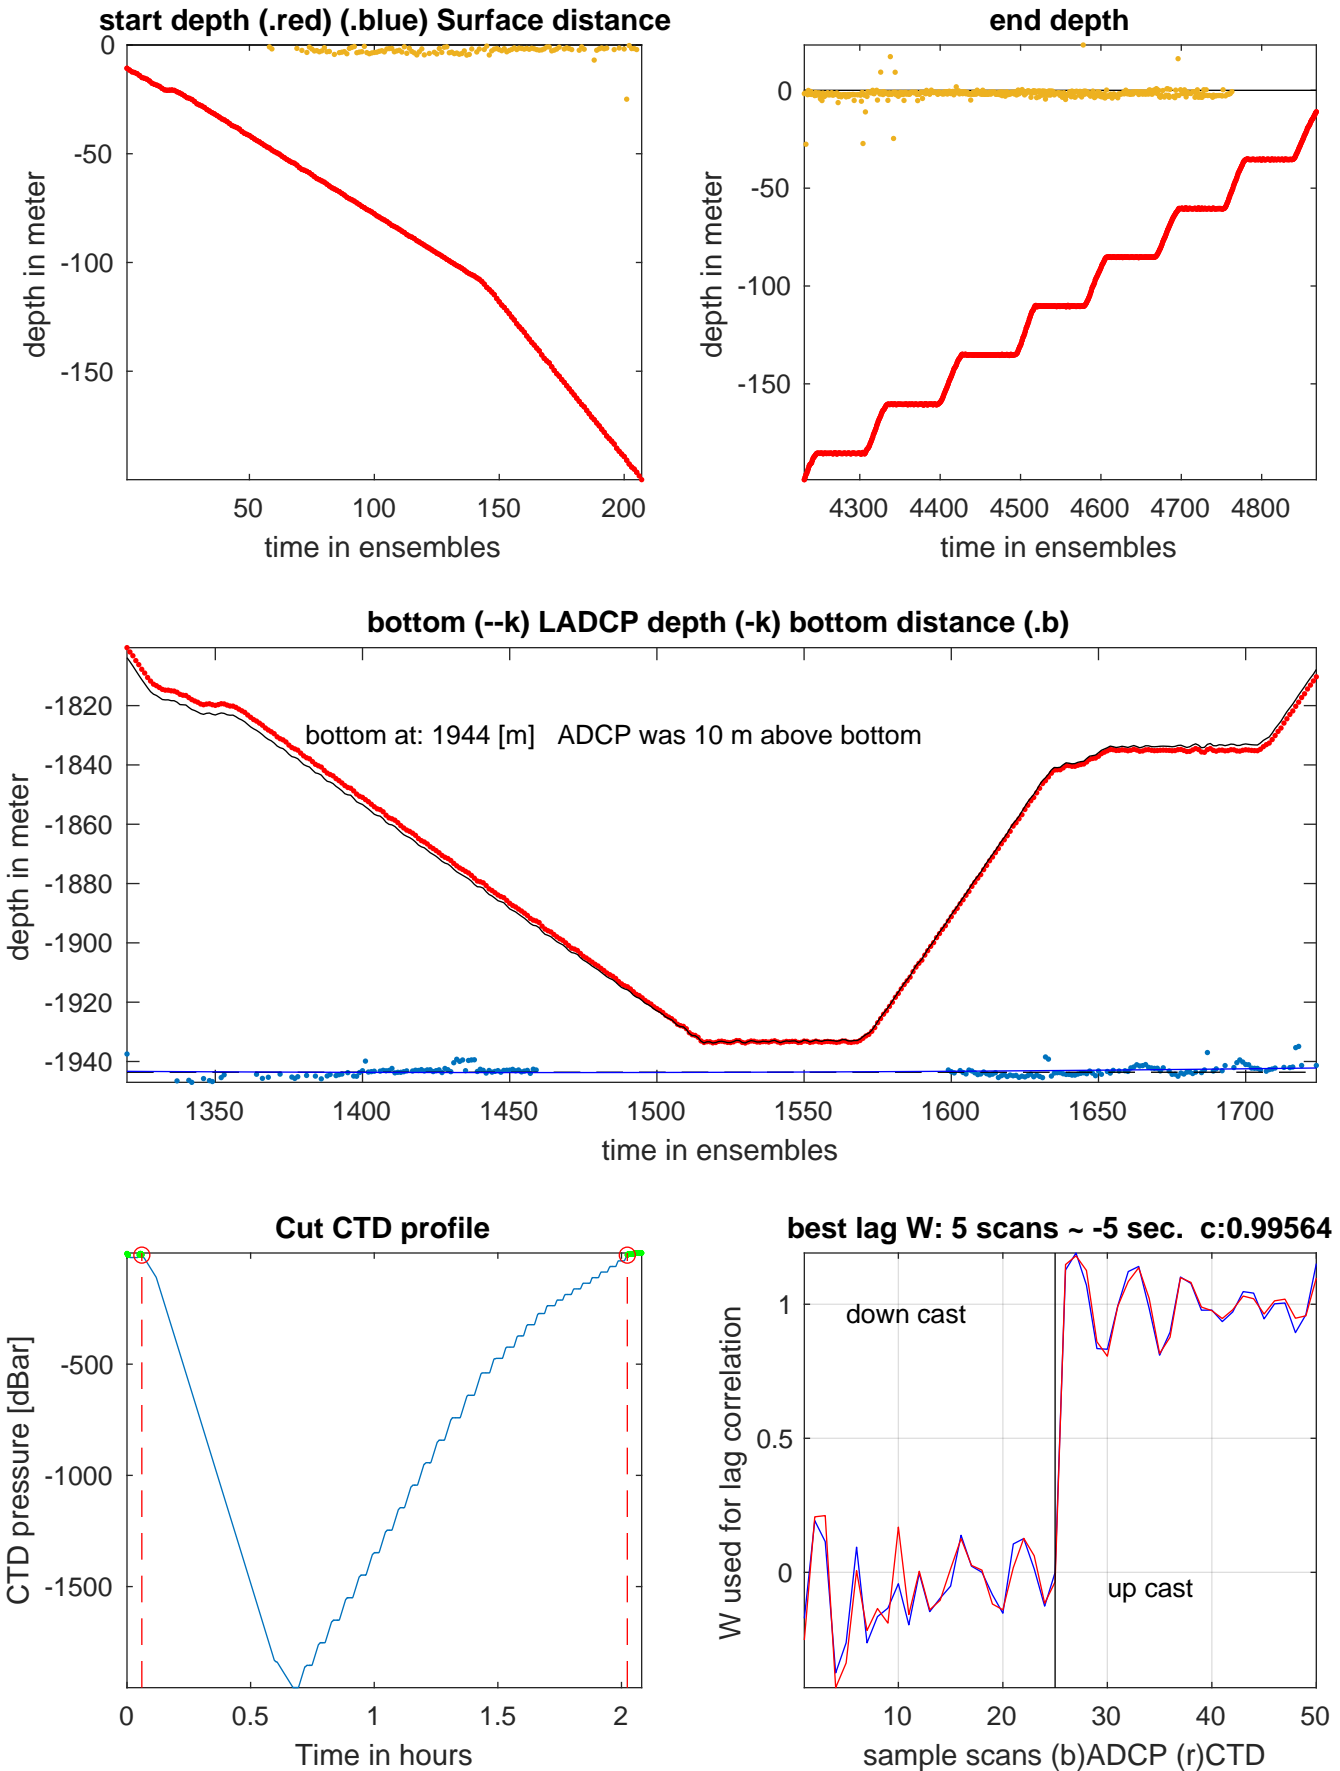 start depth (.red) (.blue) Surface distance
0
-50
-100
-150
depth in meter
50
100
150
200
time in ensembles
end depth
0
-50
-100
-150
depth in meter
4300 4400 4500 4600 4700 4800
time in ensembles
bottom (--k) LADCP depth (-k) bottom distance (.b)
-1820
-1840
-1860
-1880
-1900
-1920
-1940
depth in meter
bottom at: 1944 [m] ADCP was 10 m above bottom
1350 1400 1450 1500 1550 1600 1650 1700
time in ensembles
Cut CTD profile
-500
-1000
-1500
CTD pressure [dBar]
0 0.5 1 1.5 2
Time in hours
best lag W: 5 scans ~ -5 sec. c:0.99564
1
0.5
0
W used for lag correlation
down cast
up cast
10 20 30 40 50
sample scans (b)ADCP (r)CTD